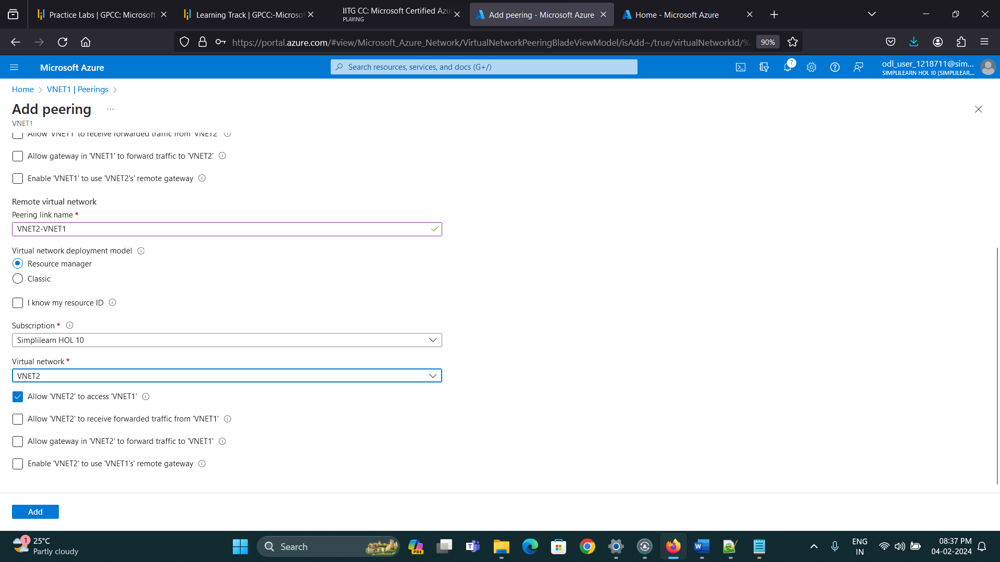 Practice Labs | GPCC: Microsoft
Learning Track | GPCC:-Microsof
IITG CC: Microsoft Certified Azu
PLAYING
Add peering - Microsoft Azure
Home - Microsoft Azure
https://portal.azure.com/#view/Microsoft_Azure_Network/VirtualNetworkPeeringBladeViewModel/isAdd~/true/virtualNetworkId/%
90%
Microsoft Azure
Search resources, services, and docs (G+/)
7
odl_user_1218711@sim...
SIMPLILEARN HOL 10 (SIMPLILEAR...
Home > VNET1 | Peerings >
Add peering ...
VNET1
Allow 'VNET1' to receive forwarded traffic from 'VNET2'
Allow gateway in 'VNET1' to forward traffic to 'VNET2'
Enable 'VNET1' to use 'VNET2's' remote gateway
Remote virtual network
Peering link name *
VNET2-VNET1
Virtual network deployment model
Resource manager
Classic
I know my resource ID
Subscription *
Simplilearn HOL 10
Virtual network *
VNET2
Allow 'VNET2' to access 'VNET1'
Allow 'VNET2' to receive forwarded traffic from 'VNET1'
Allow gateway in 'VNET2' to forward traffic to 'VNET1'
Enable 'VNET2' to use 'VNET1's' remote gateway
Add
1
25°C
Partly cloudy
Search
PRE
ENG
IN
08:37 PM
04-02-2024